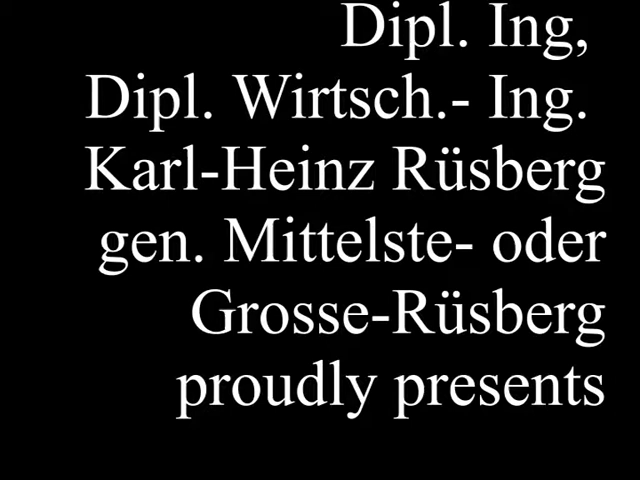 Dipl. Ing,
Dipl. Wirtsch.- Ing.
Karl-Heinz Rüsberg
gen. Mittelste- oder
Grosse-Rüsberg
proudly presents